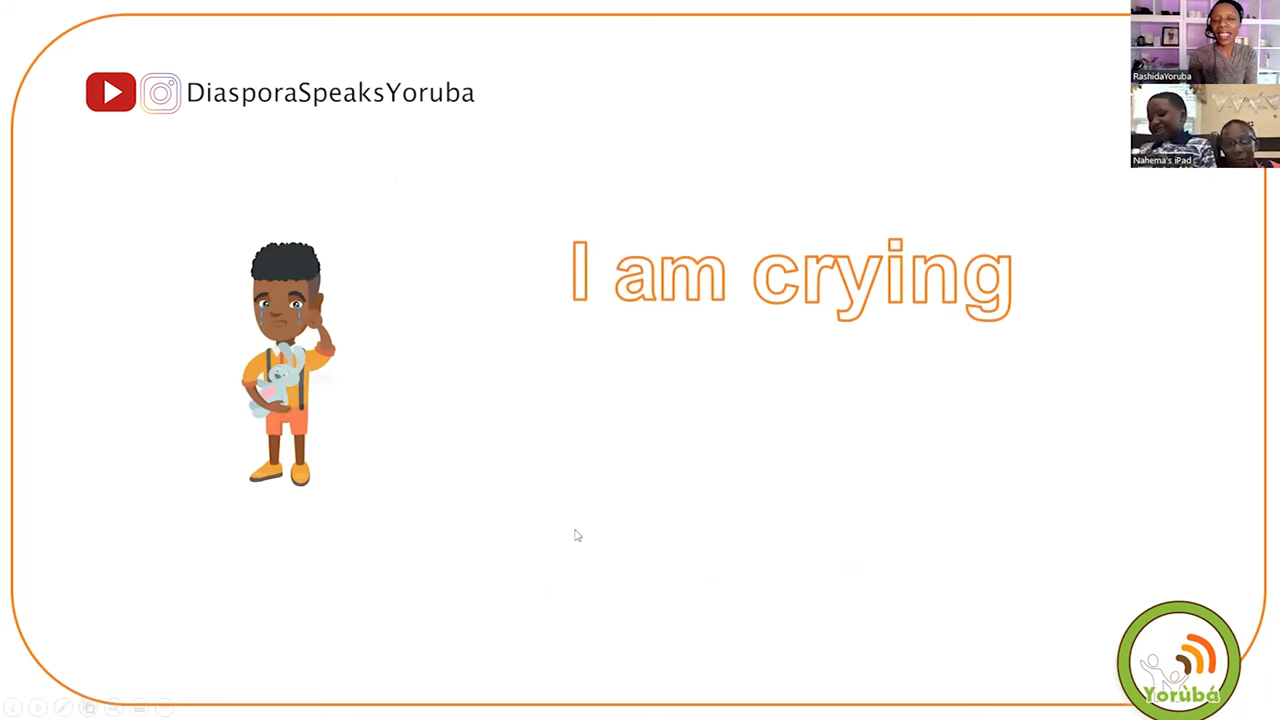 DiasporaSpeaksYoruba
RashidaYoruba
Nahema's iPad
I am crying
Yorùbá